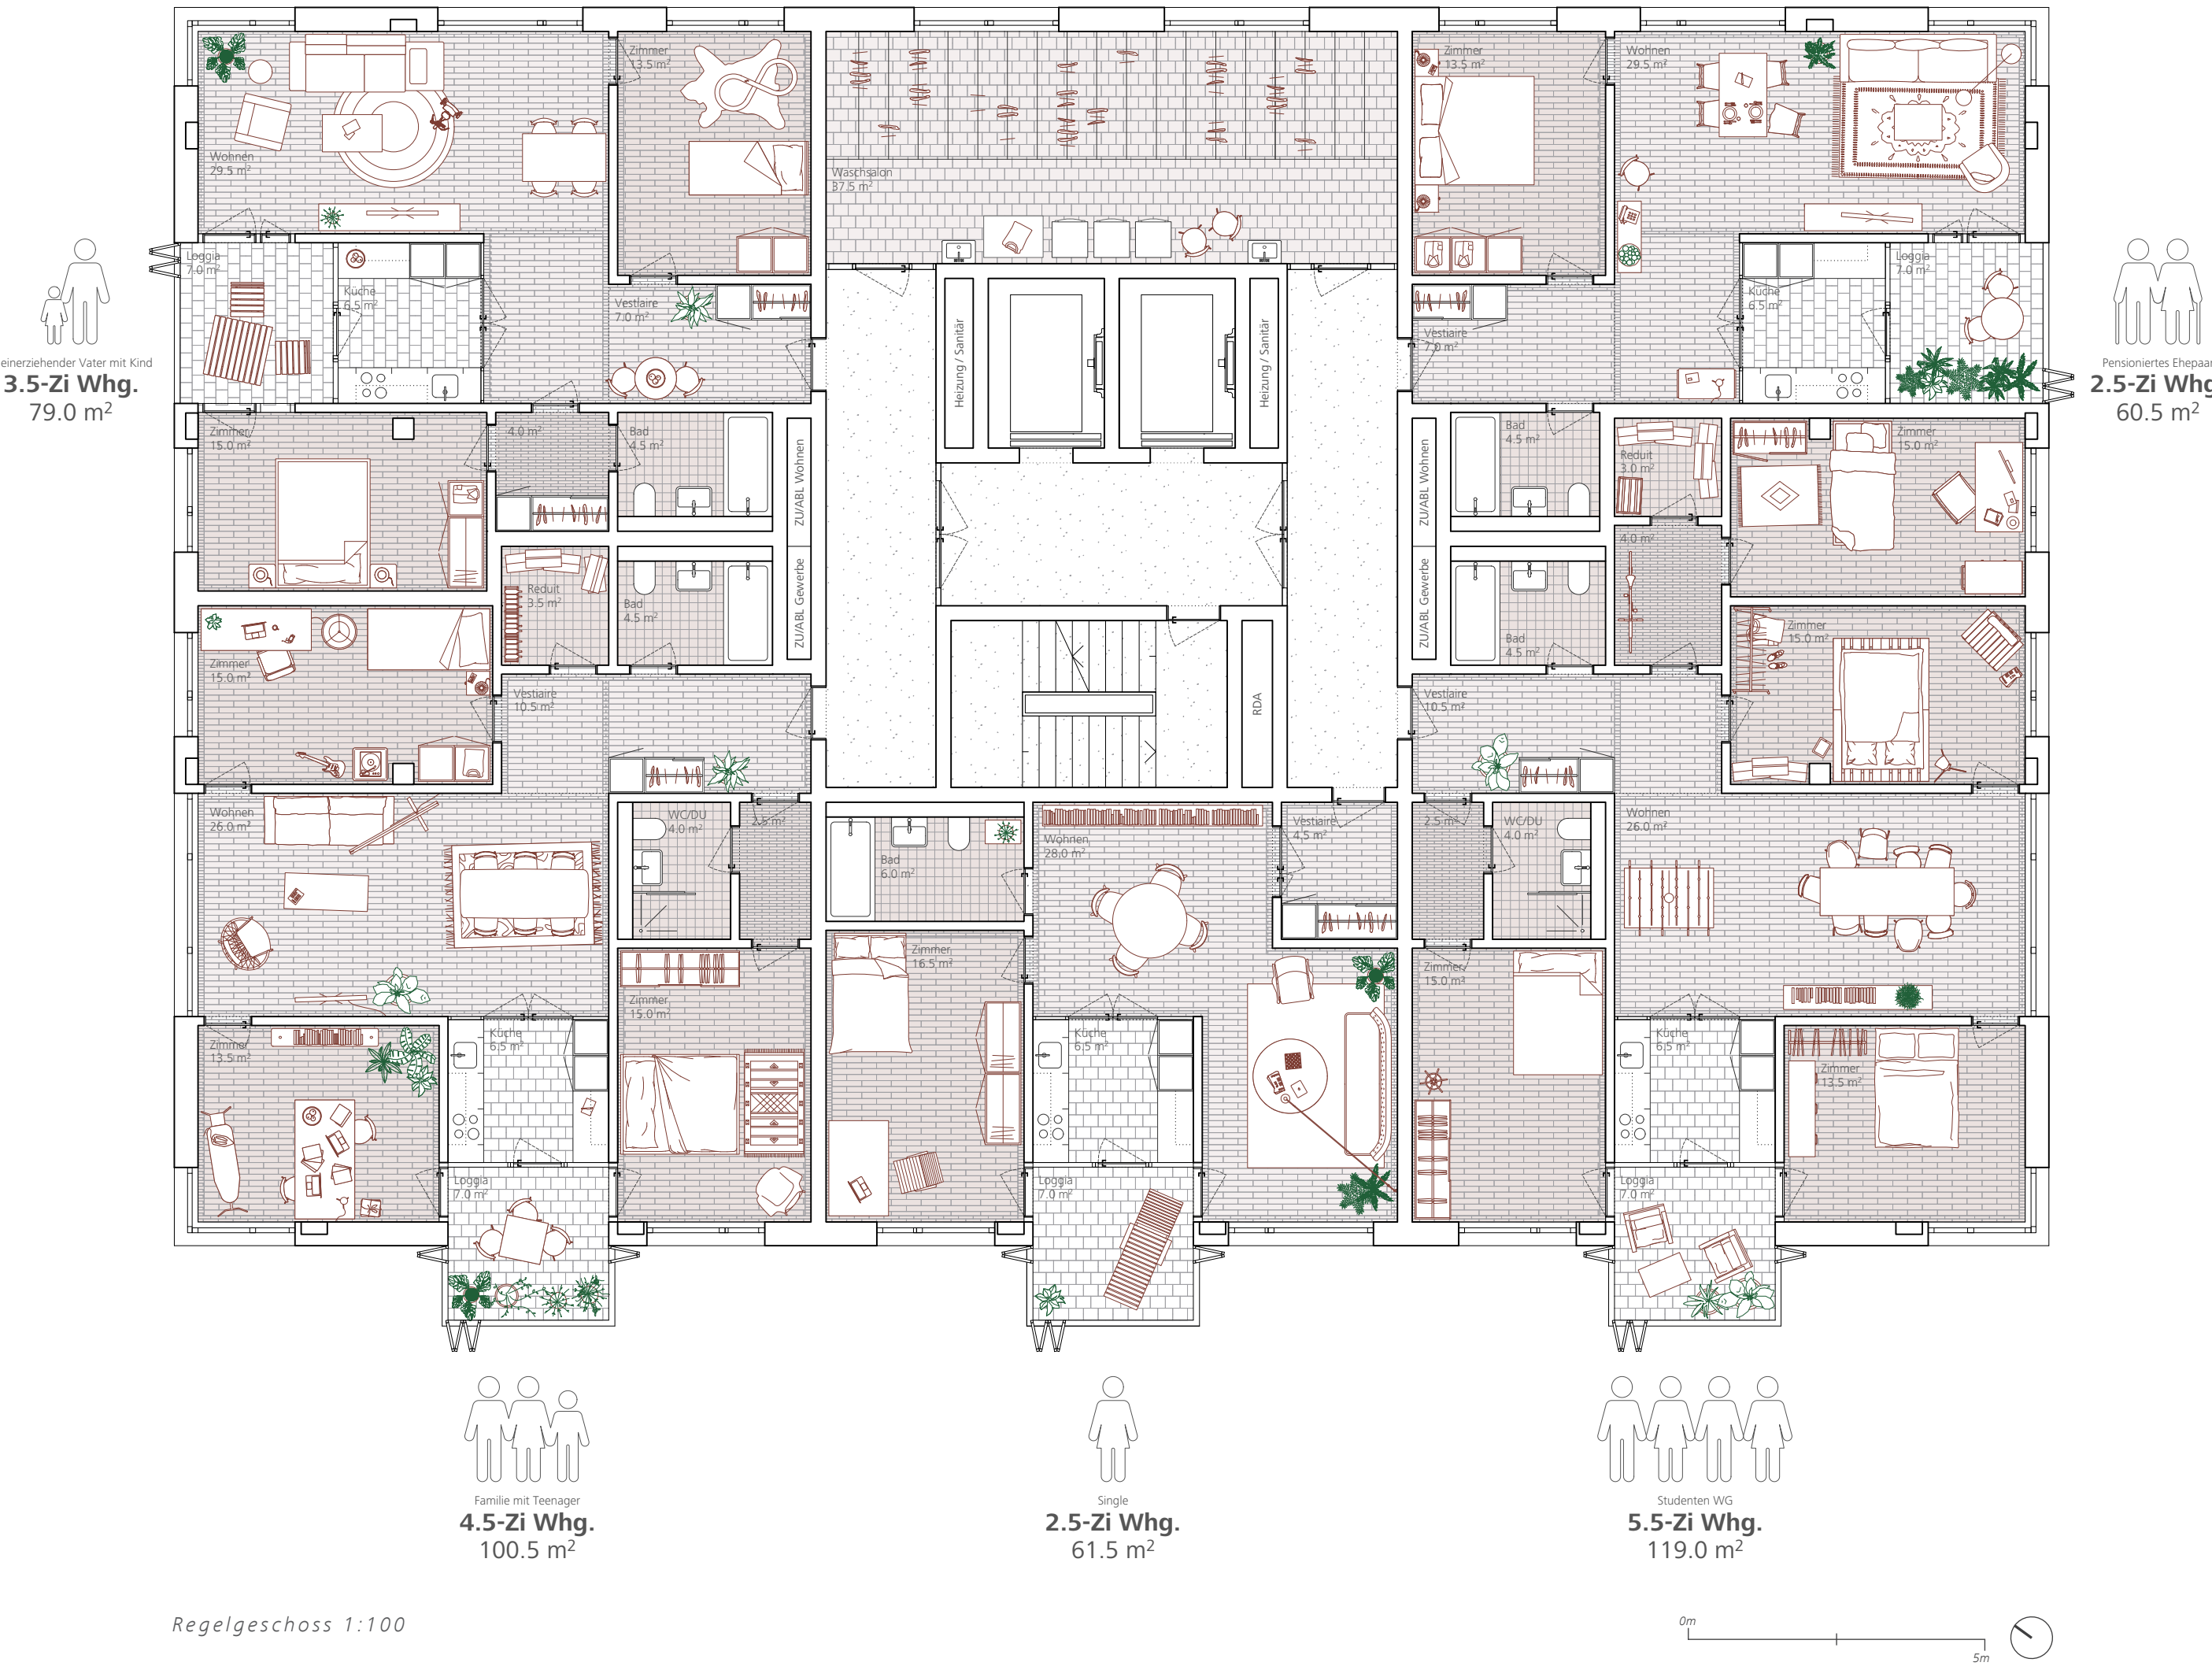 Zimmer
13.5 m²
Wohnen
29.5 m²
Waschsalon
37.5 m²
Zimmer
13.5 m²
Wohnen
29.5 m²
Loggia
7.0 m²
Küche
6.5 m²
Vestiaire
7.0 m²
Heizung / Sanitär
Heizung / Sanitär
Vestiaire
7.0 m²
Küche
6.5 m²
Loggia
7.0 m²
einerziehender Vater mit Kind
3.5-Zi Whg.
79.0 m²
Pensioniertes Ehepaar
2.5-Zi Whg
60.5 m²
Zimmer
15.0 m²
4.0 m²
Bad
4.5 m²
ZU/ABL Wohnen
ZU/ABL Wohnen
Bad
4.5 m²
Reduit
3.0 m²
Zimmer
15.0 m²
4.0 m²
Reduit
3.5 m²
Bad
4.5 m²
ZU/ABL Gewerbe
ZU/ABL Gewerbe
Bad
4.5 m²
Zimmer
15.0 m²
Zimmer
15.0 m²
Vestiaire
10.5 m²
RDA
Vestiaire
10.5 m²
Wohnen
26.0 m²
WC/DU
4.0 m²
2.5 m²
Bad
6.0 m²
Wohnen
28.0 m²
Vestiaire
4.5 m²
2.5 m²
WC/DU
4.0 m²
Wohnen
26.0 m²
Zimmer
15.0 m²
Zimmer
16.5 m²
Zimmer
15.0 m²
Zimmer
13.5 m²
Küche
6.5 m²
Küche
6.5 m²
Küche
6.5 m²
Zimmer
13.5 m²
Loggia
7.0 m²
Loggia
7.0 m²
Loggia
7.0 m²
Familie mit Teenager
4.5-Zi Whg.
100.5 m²
Single
2.5-Zi Whg.
61.5 m²
Studenten WG
5.5-Zi Whg.
119.0 m²
Regelgeschoss 1:100
0m
5m